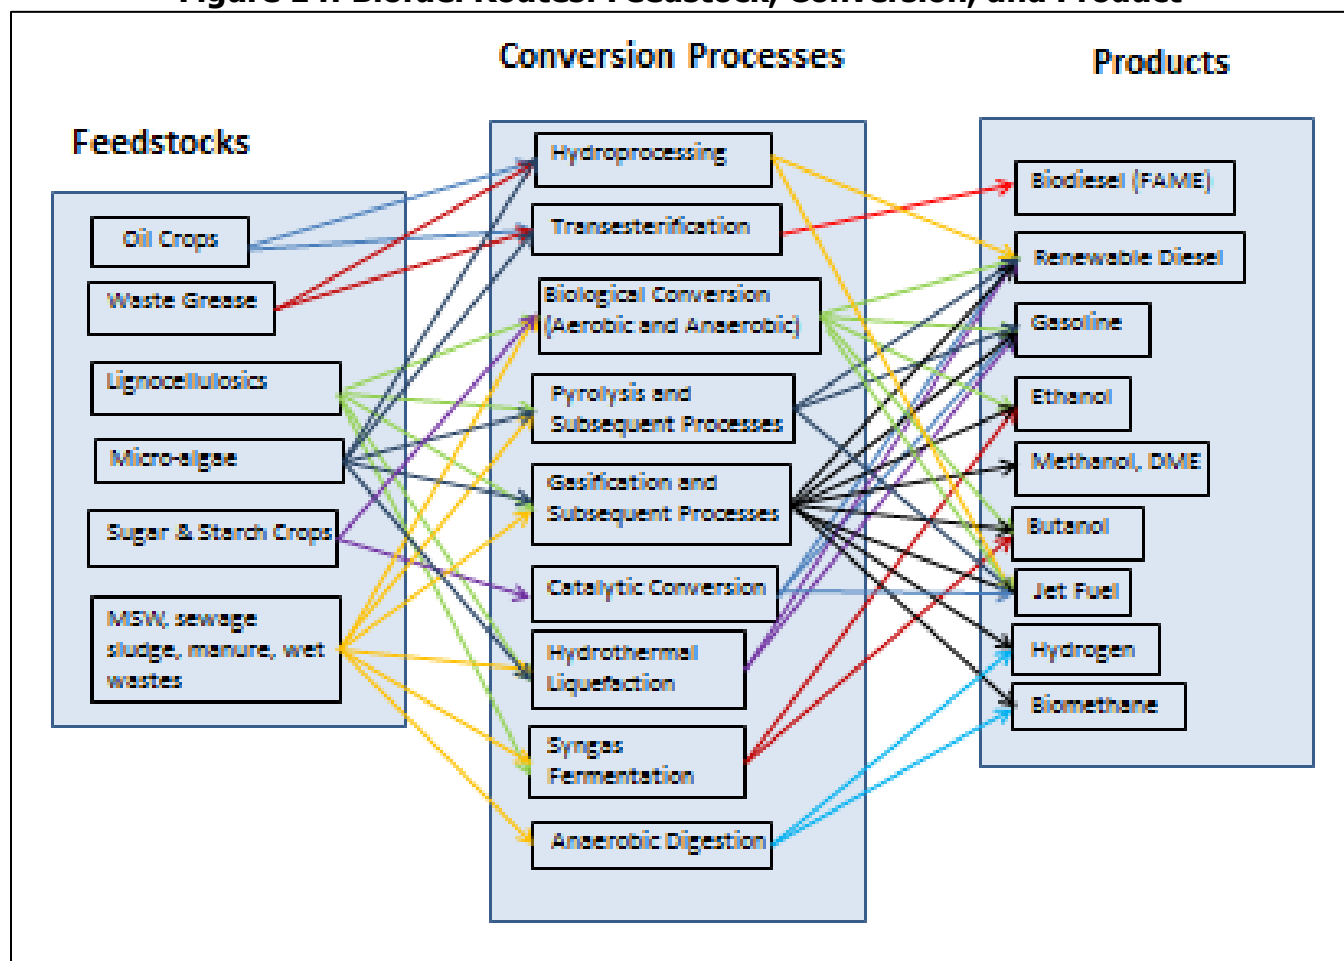 Conversion Processes
Products
Feedstocks
Oil Crops
Waste Grease
Lignocellulosics
Micro-algae
Sugar & Starch Crops
MSW, sewage
sludge, manure, wet
wastes
Hydroprocessing
Transesterification
Biological Conversion
(Aerobic and Anaerobic)
Pyrolysis and
Subsequent Processes
Gasification and
Subsequent Processes
Catalytic Conversion
Hydrothermal
Liquefaction
Syngas
Fermentation
Anaerobic Digestion
Biodiesel (FAME)
Renewable Diesel
Gasoline
Ethanol
Methanol, DME
Butanol
Jet Fuel
Hydrogen
Biomethane